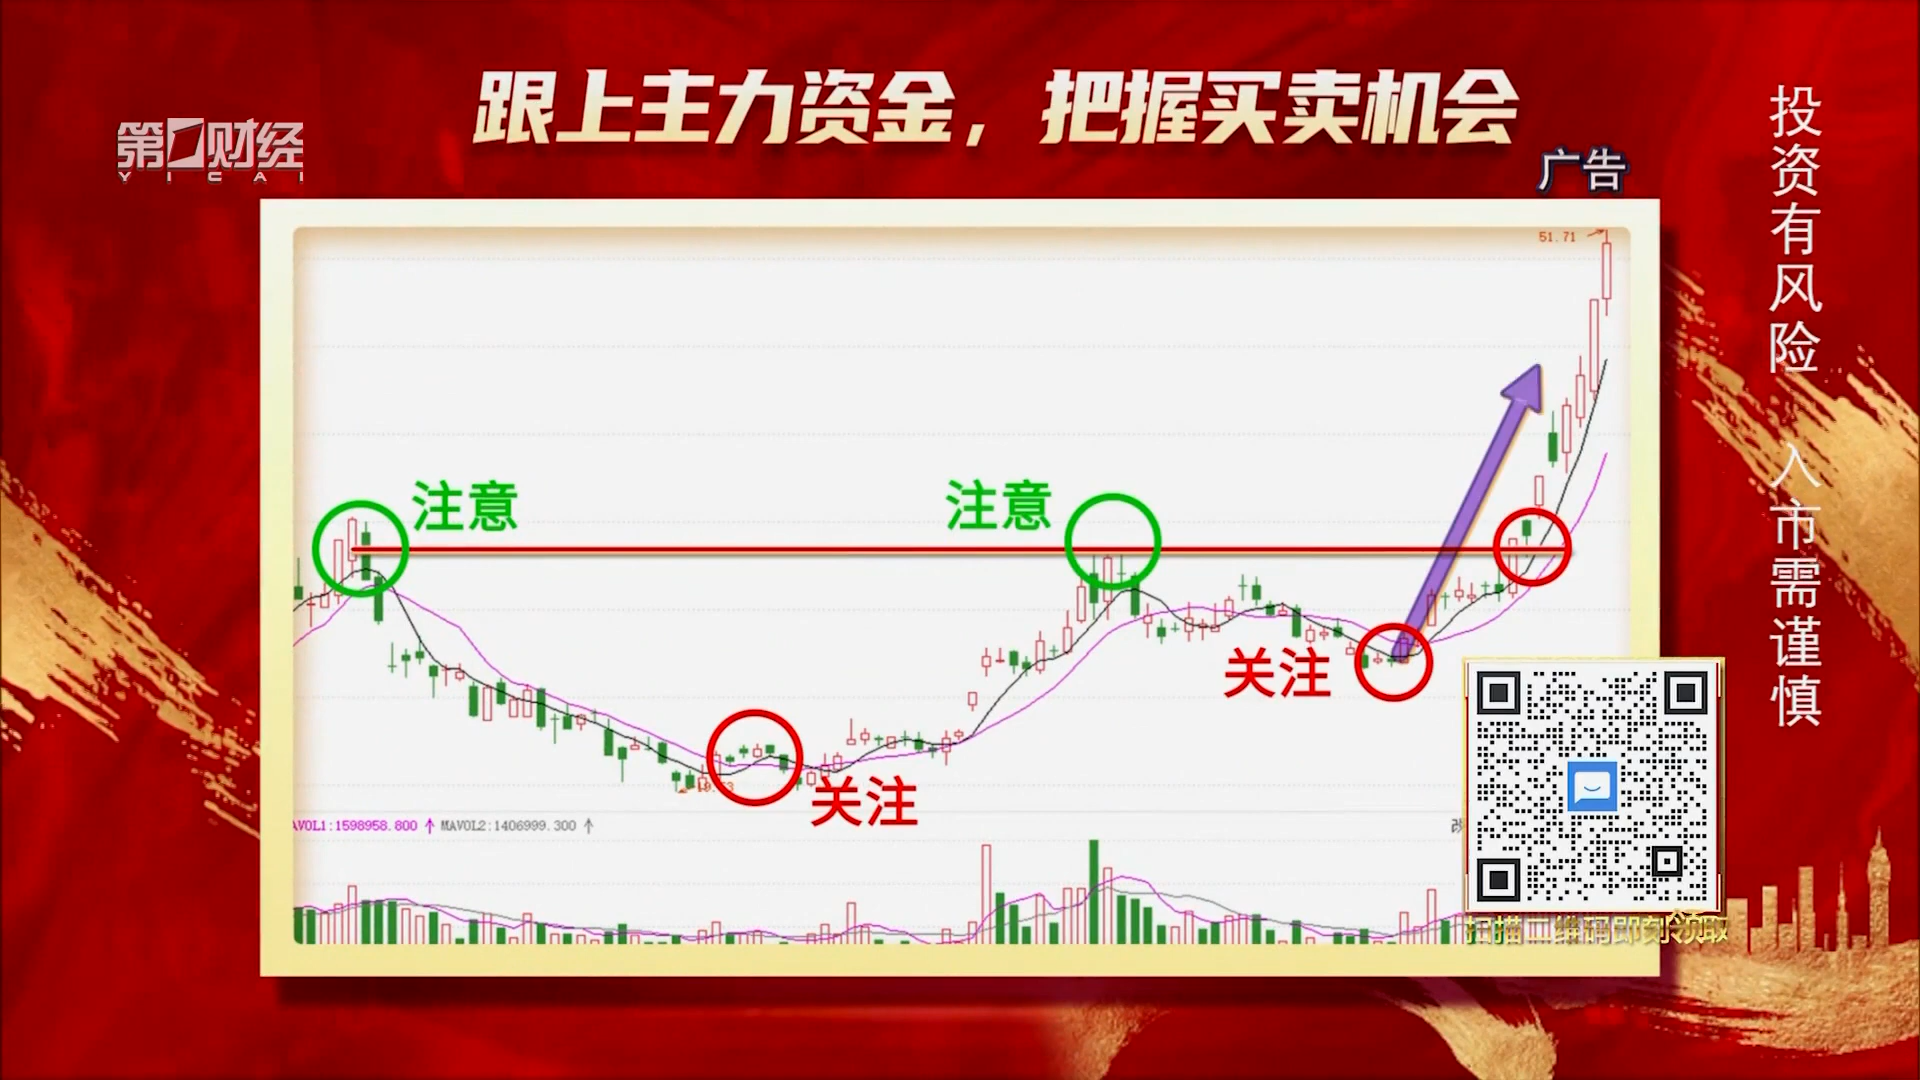 跟上主力资金，把握买卖机会
第一财经
YICAI
广告
投资有风险 入市需谨慎
51.71
注意
注意
关注
关注
AVOL1:1598958.800↑ MAVOL2:1406999.300↑
扫描二维码即刻领取